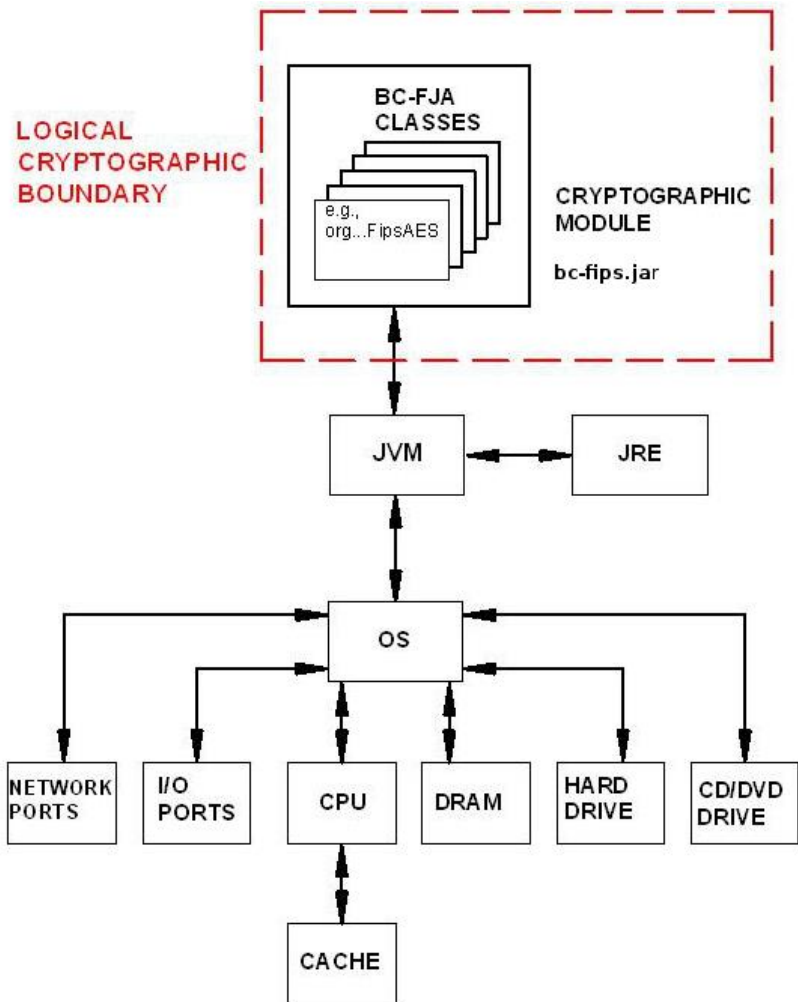 BC-FJA
CLASSES
LOGICAL
CRYPTOGRAPHIC
BOUNDARY
e.g.,
org...FipsAES
CRYPTOGRAPHIC
MODULE
bc-fips.jar
JVM
JRE
OS
NETWORK
PORTS
I/O
PORTS
CPU
DRAM
HARD
DRIVE
CD/DVD
DRIVE
CACHE